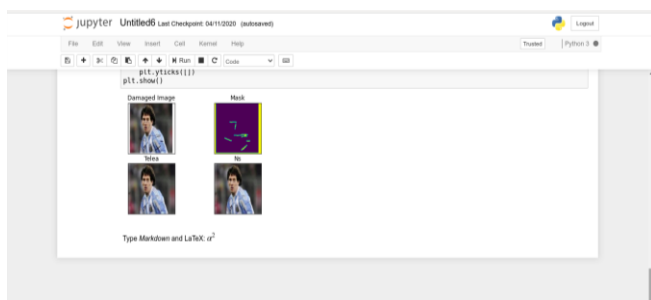 jupyter Untitled6 Last Checkpoint: 04/11/2020 (autosaved)
Logout
File Edit View Insert Cell Kernel Help
Trusted Python 3
Run Code
plt.yticks([])
plt.show()
Damaged Image Mask
Telea Ns
Type Markdown and LaTeX: α²